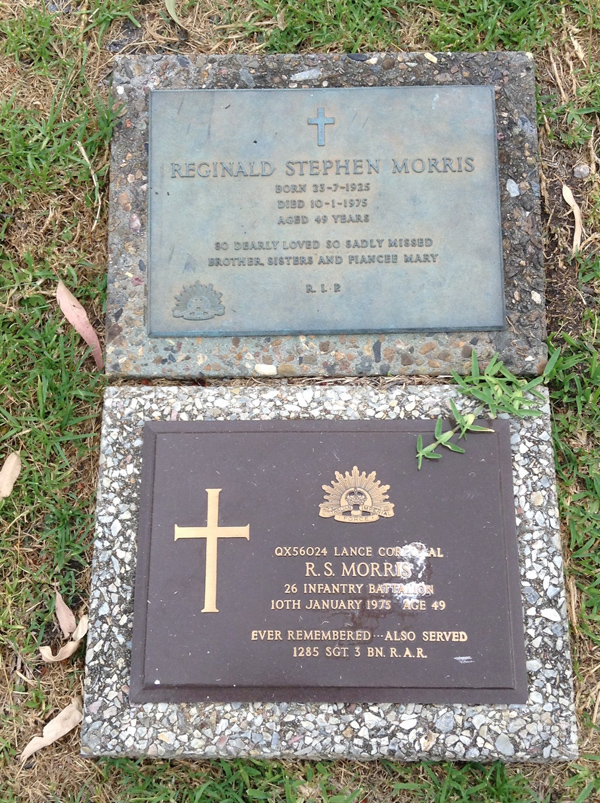 REGINALD STEPHEN MORRIS
BORN 25-7-1925
DIED 10-1-1975
AGED 49 YEARS
SO DEARLY LOVED SO SADLY MISSED
BROTHER, SISTERS AND FIANCEE MARY
R. I. P.
QX56024 LANCE CORPORAL
R. S. MORRIS
26 INFANTRY BATTALION
10TH JANUARY 1975 AGE 49
EVER REMEMBERED...ALSO SERVED
1285 SGT 3 BN. R.A.R.